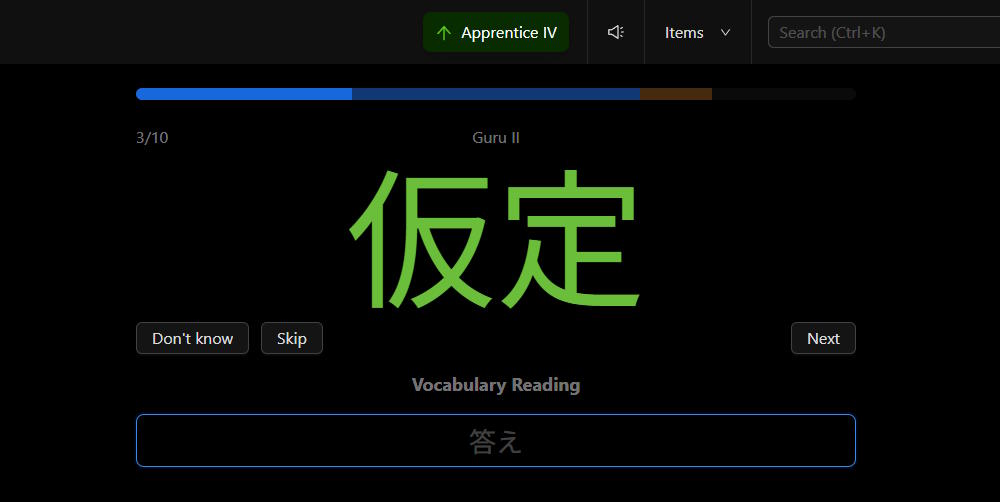 Apprentice IV
Items
Search (Ctrl+K)
3/10
Guru II
仮定
Don't know
Skip
Next
Vocabulary Reading
答え